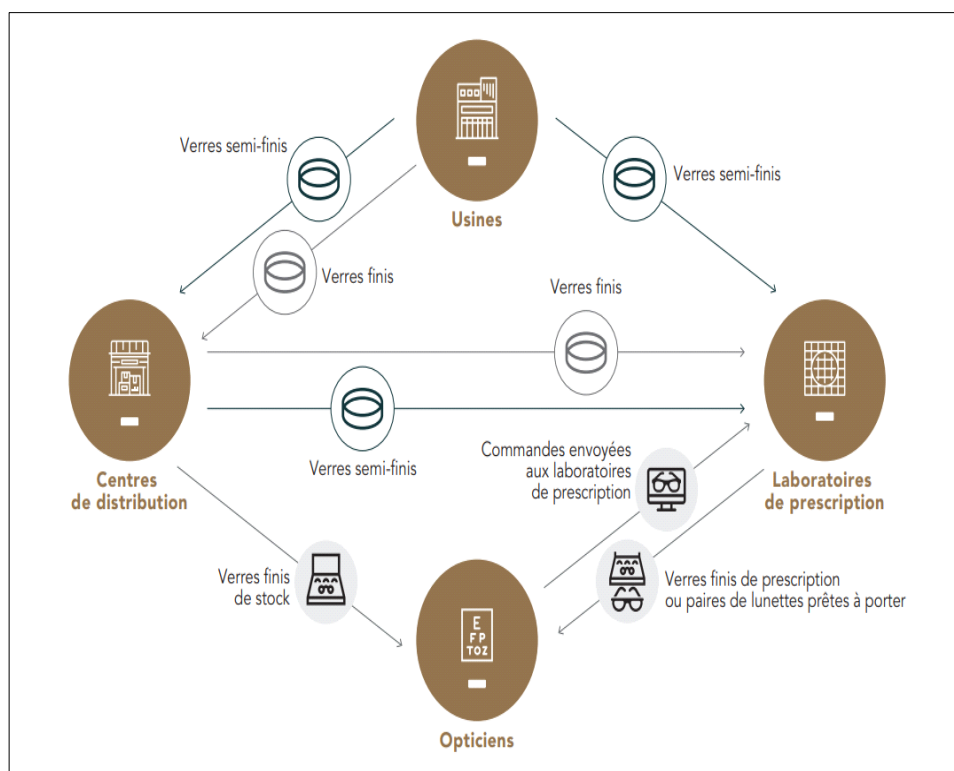 Verres semi-finis
Verres semi-finis
Usines
Verres finis
Verres finis
Verres semi-finis
Centres
de distribution
Commandes envoyées
aux laboratoires
de prescription
Laboratoires
de prescription
Verres finis
de stock
Verres finis de prescription
ou paires de lunettes prêtes à porter
E
F P
TOZ
Opticiens